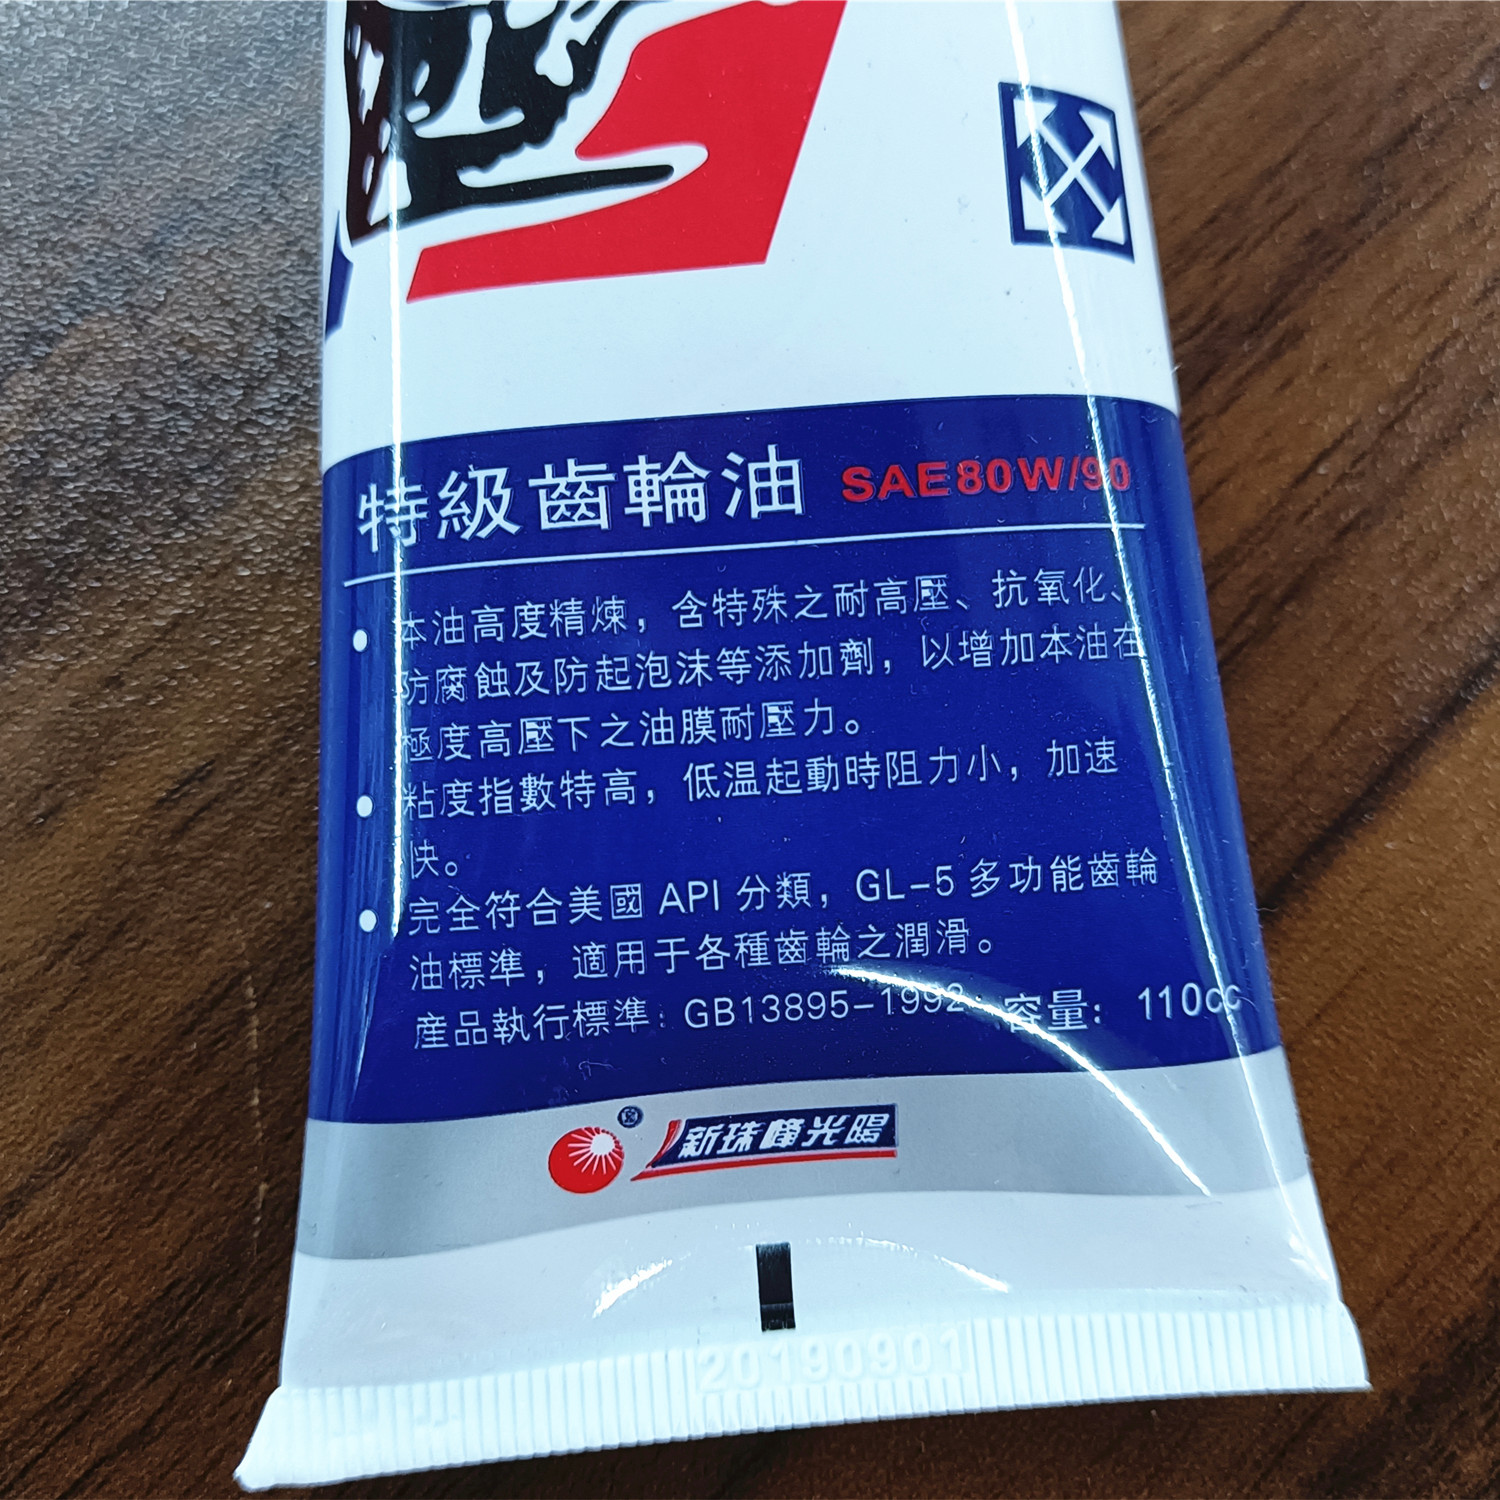 特級齒輪油 SAE80W/90
• 本油高度精煉，含特殊之耐高壓、抗氧化、
防腐蝕及防起泡沫等添加劑，以增加本油在
極度高壓下之油膜耐壓力。
• 粘度指數特高，低温起動時阻力小，加速
快。
• 完全符合美國 API 分類，GL-5 多功能齒輪
油標準，適用于各種齒輪之潤滑。
産品執行標準：GB13895-1992 容量：110cc
新珠峰光陽
20190901